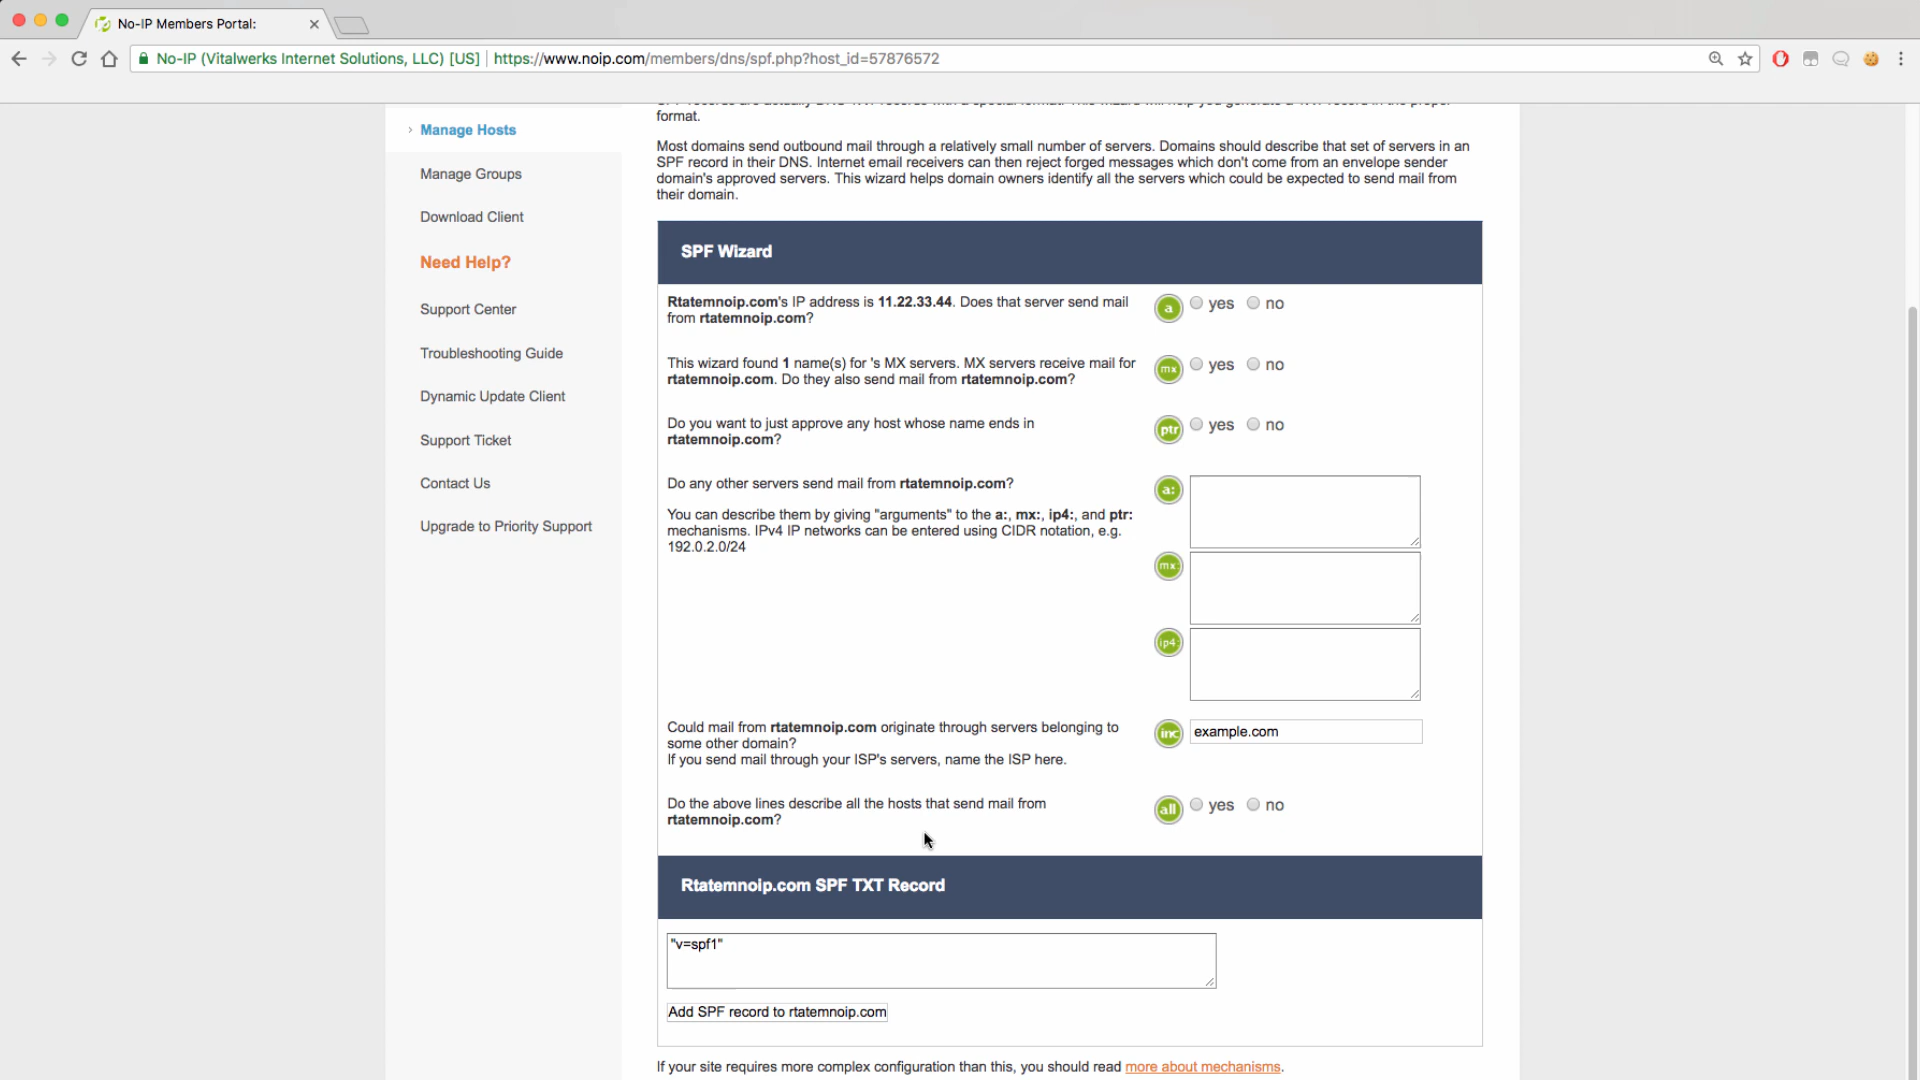 No-IP Members Portal:
No-IP (Vitalwerks Internet Solutions, LLC) [US] https://www.noip.com/members/dns/spf.php?host_id=57876572
format.
Most domains send outbound mail through a relatively small number of servers. Domains should describe that set of servers in an
SPF record in their DNS. Internet email receivers can then reject forged messages which don't come from an envelope sender
domain's approved servers. This wizard helps domain owners identify all the servers which could be expected to send mail from
their domain.
Manage Hosts
Manage Groups
Download Client
Need Help?
Support Center
Troubleshooting Guide
Dynamic Update Client
Support Ticket
Contact Us
Upgrade to Priority Support
SPF Wizard
Rtatemnoip.com's IP address is 11.22.33.44. Does that server send mail
from rtatemnoip.com?
a yes no
This wizard found 1 name(s) for 's MX servers. MX servers receive mail for
rtatemnoip.com. Do they also send mail from rtatemnoip.com?
mx yes no
Do you want to just approve any host whose name ends in
rtatemnoip.com?
ptr yes no
Do any other servers send mail from rtatemnoip.com?
You can describe them by giving "arguments" to the a:, mx:, ip4:, and ptr:
mechanisms. IPv4 IP networks can be entered using CIDR notation, e.g.
192.0.2.0/24
a:
mx:
ip4:
Could mail from rtatemnoip.com originate through servers belonging to
some other domain?
If you send mail through your ISP's servers, name the ISP here.
inc example.com
Do the above lines describe all the hosts that send mail from
rtatemnoip.com?
all yes no
Rtatemnoip.com SPF TXT Record
"v=spf1"
Add SPF record to rtatemnoip.com
If your site requires more complex configuration than this, you should read more about mechanisms.